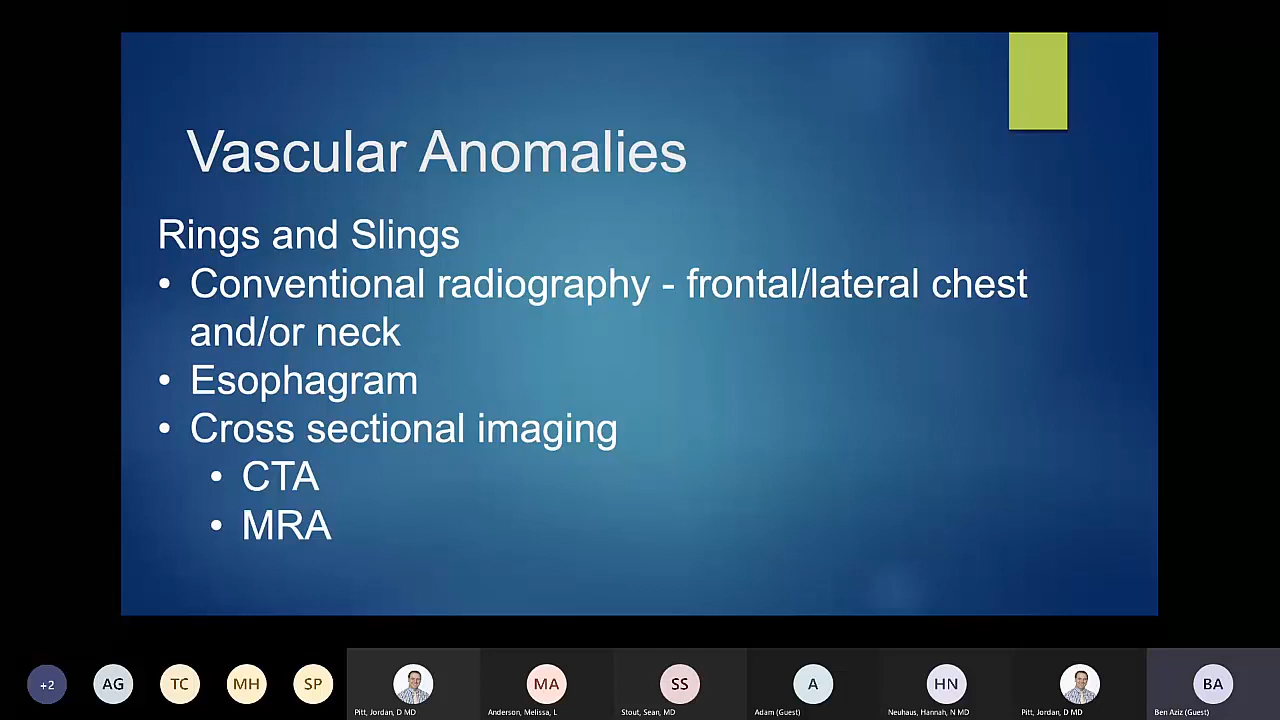 Vascular Anomalies
Rings and Slings
• Conventional radiography - frontal/lateral chest
and/or neck
• Esophagram
• Cross sectional imaging
• CTA
• MRA
+2
AG
TC
MH
SP
MA
SS
A
HN
BA
Pitt, Jordan, D MD
Anderson, Melissa, L
Stout, Sean, MD
Adam (Guest)
Neuhaus, Hannah, N MD
Pitt, Jordan, D MD
Ben Aziz (Guest)